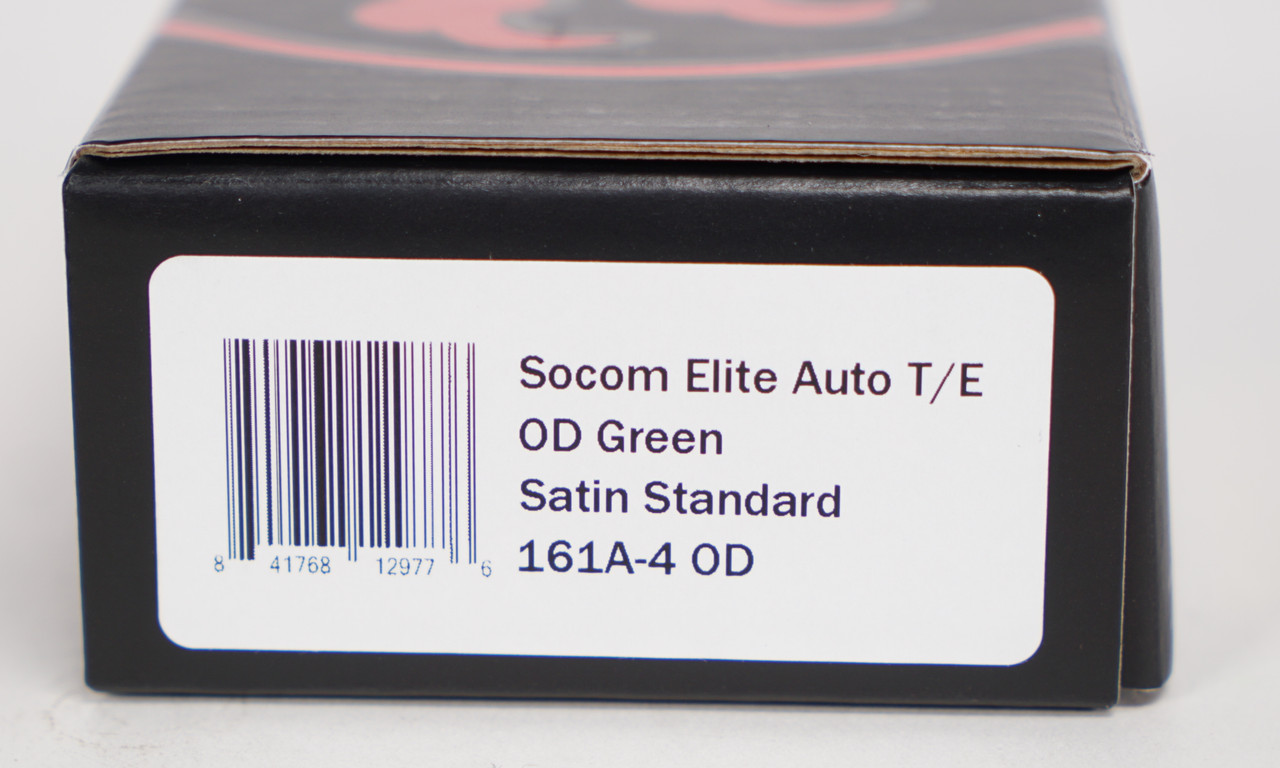 Socom Elite Auto T/E
OD Green
Satin Standard
161A-4 OD
8 41768 12977 6